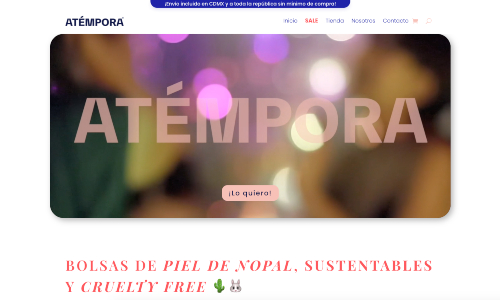 ¡Envío incluido en CDMX y a toda la república sin mínimo de compra!
ATÉMPORA
Inicio SALE Tienda Nosotros Contacto
ATÉMPORA
¡Lo quiero!
BOLSAS DE PIEL DE NOPAL, SUSTENTABLES
Y CRUELTY FREE 🌵🐰